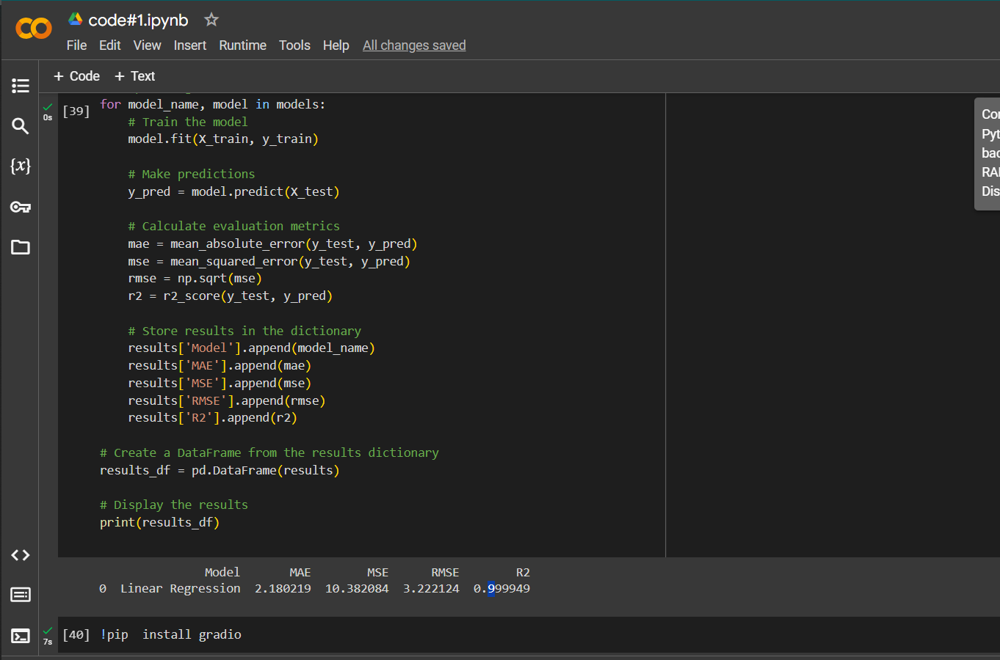 code#1.ipynb
File Edit View Insert Runtime Tools Help All changes saved
+ Code + Text
0s
[39]
for model_name, model in models:
# Train the model
model.fit(X_train, y_train)
# Make predictions
y_pred = model.predict(X_test)
# Calculate evaluation metrics
mae = mean_absolute_error(y_test, y_pred)
mse = mean_squared_error(y_test, y_pred)
rmse = np.sqrt(mse)
r2 = r2_score(y_test, y_pred)
# Store results in the dictionary
results['Model'].append(model_name)
results['MAE'].append(mae)
results['MSE'].append(mse)
results['RMSE'].append(rmse)
results['R2'].append(r2)
# Create a DataFrame from the results dictionary
results_df = pd.DataFrame(results)
# Display the results
print(results_df)
Model MAE MSE RMSE R2
0 Linear Regression 2.180219 10.382084 3.222124 0.999949
7s
[40] !pip  install gradio
{x}
<>
Pyt
bac
Dis